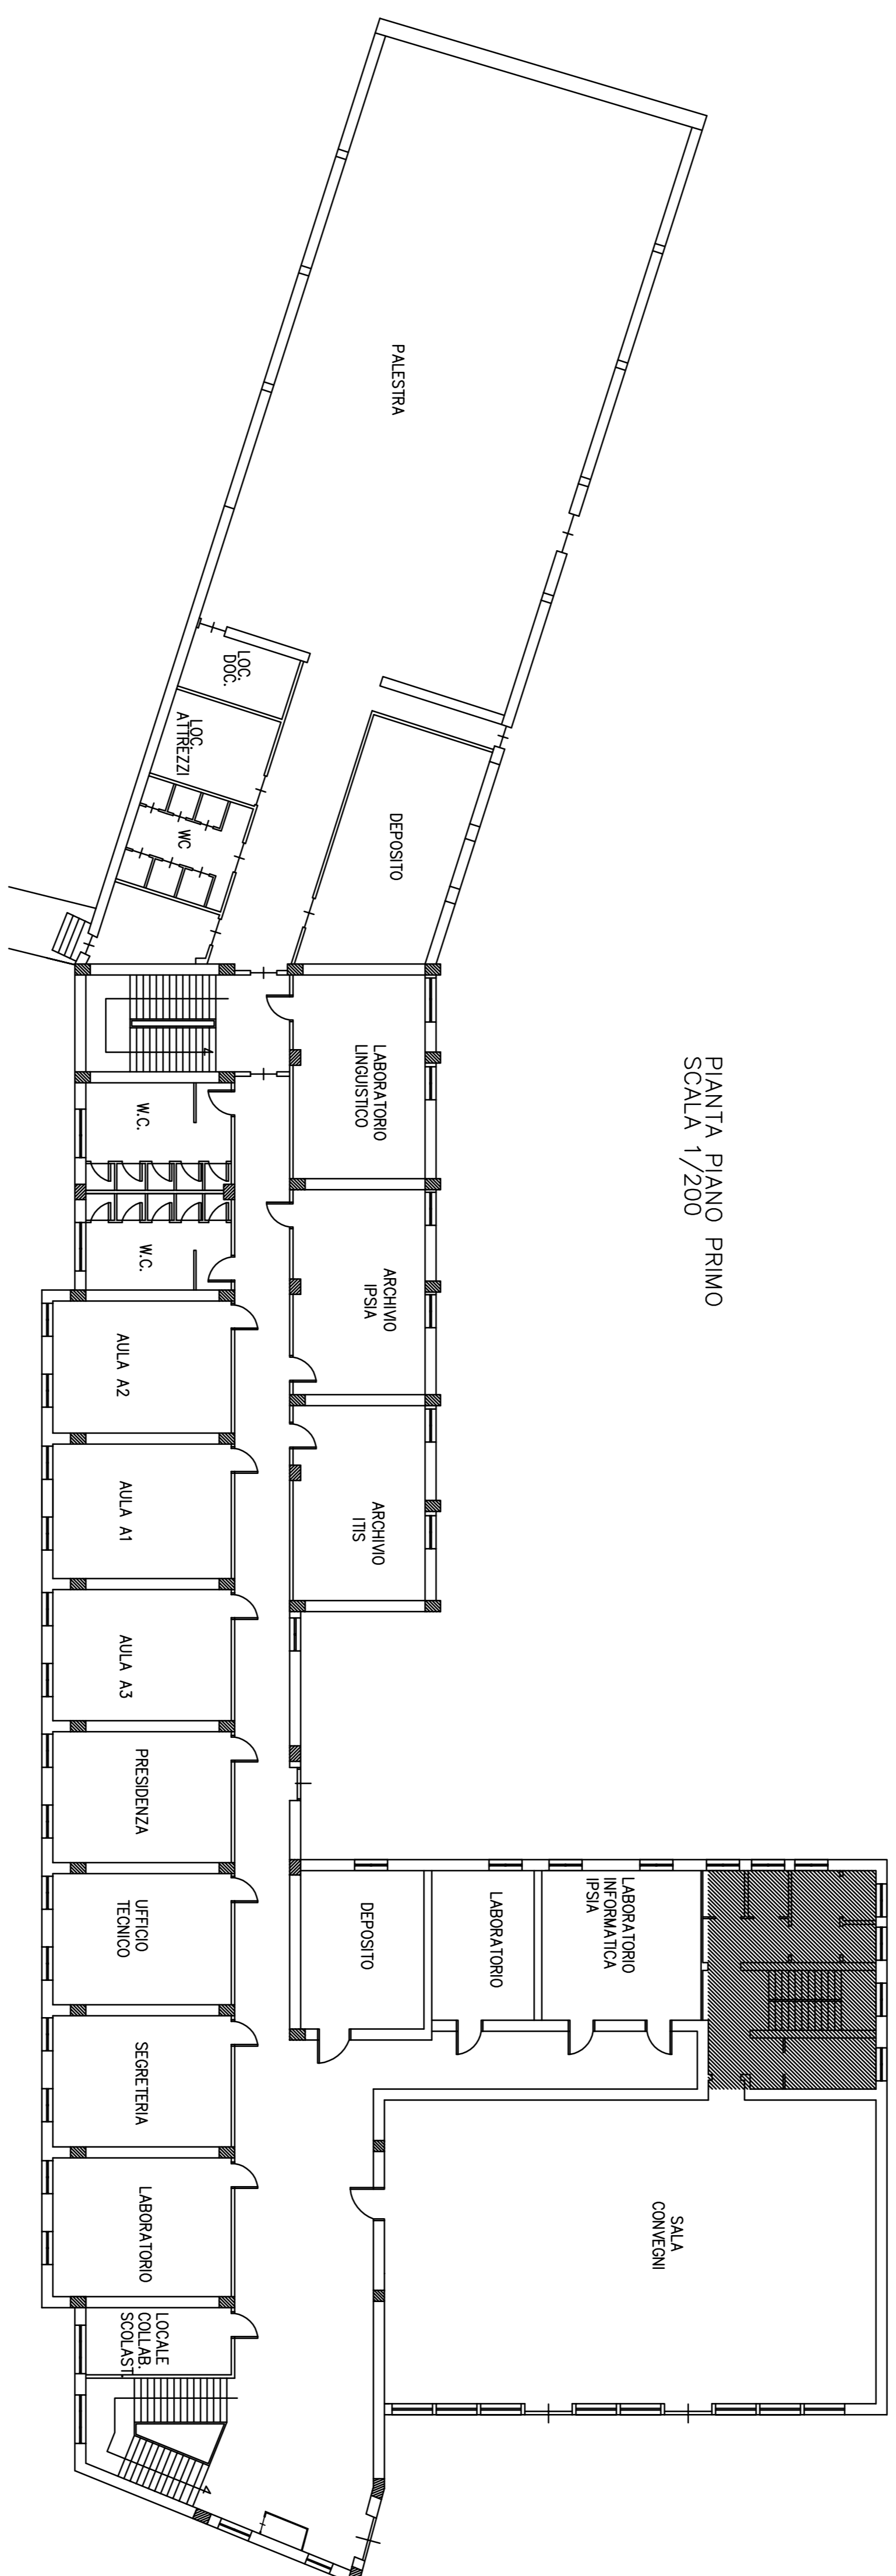 PIANTA PIANO PRIMO
SCALA 1/200
PALESTRA
LOC.
DOC.
LOC.
ATTREZZI
WC
DEPOSITO
LABORATORIO
LINGUISTICO
W.C.
W.C.
ARCHIVIO
IPSIA
ARCHIVIO
ITIS
AULA A2
AULA A1
AULA A3
PRESIDENZA
UFFICIO
TECNICO
SEGRETERIA
LABORATORIO
LOCALE
COLLAB.
SCOLAST.
DEPOSITO
LABORATORIO
LABORATORIO
INFORMATICA
IPSIA
SALA
CONVEGNI